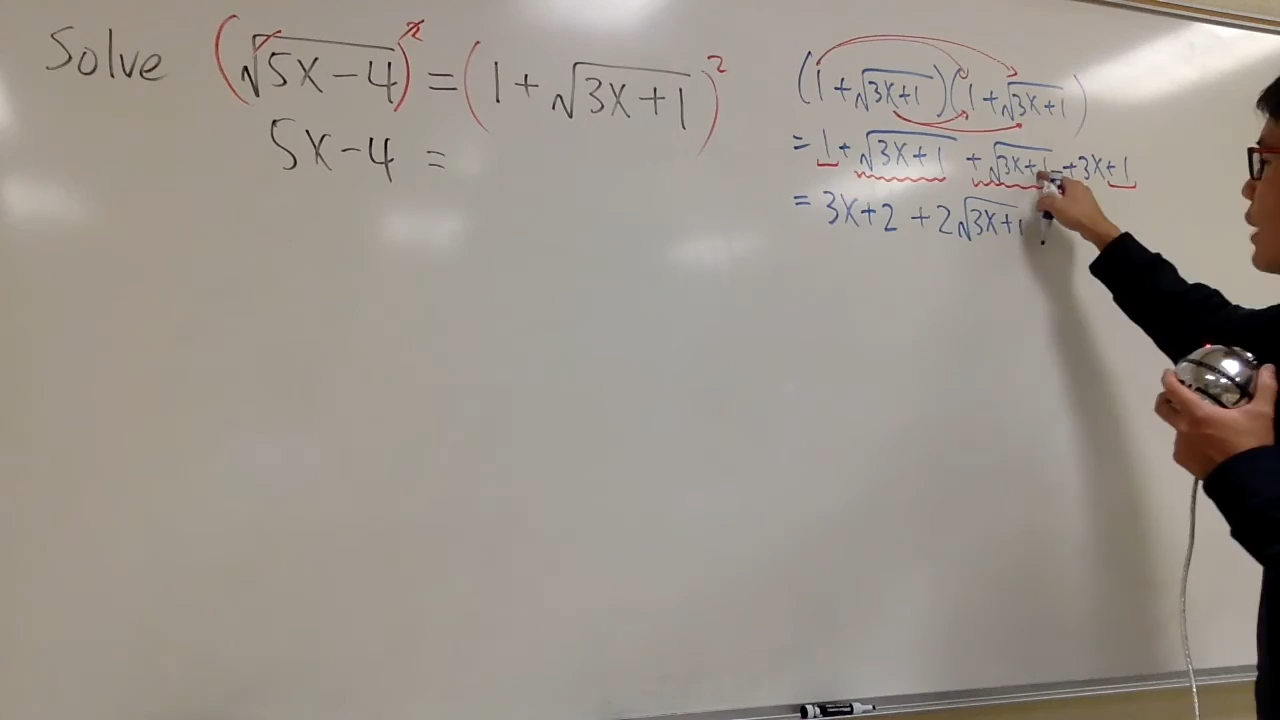 Solve (√(5x-4))² = (1+√(3x+1))²
5x-4 =
(1+√(3x+1))(1+√(3x+1))
= 1+√(3x+1) +√(3x+1) +3x+1
= 3x+2 +2√(3x+1)